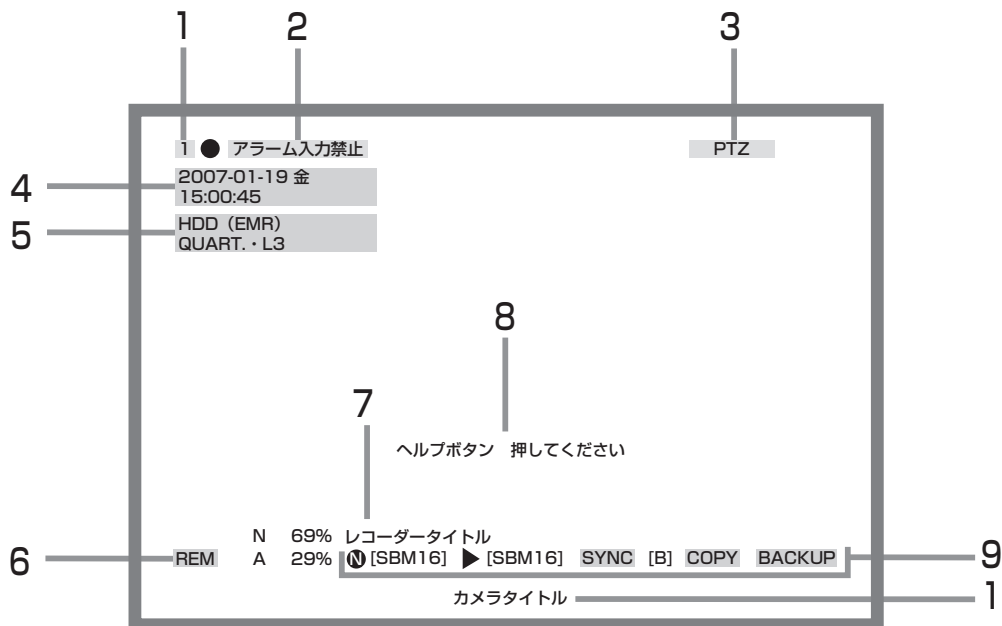 1 2 3
1 ● アラーム入力禁止 PTZ
4 2007-01-19 金
15:00:45
5 HDD（EMR）
QUART.・L3
8
7
ヘルプボタン 押してください
N 69% レコーダータイトル
6 REM A 29% N [SBM16] ▶ [SBM16] SYNC [B] COPY BACKUP 9
カメラタイトル 1